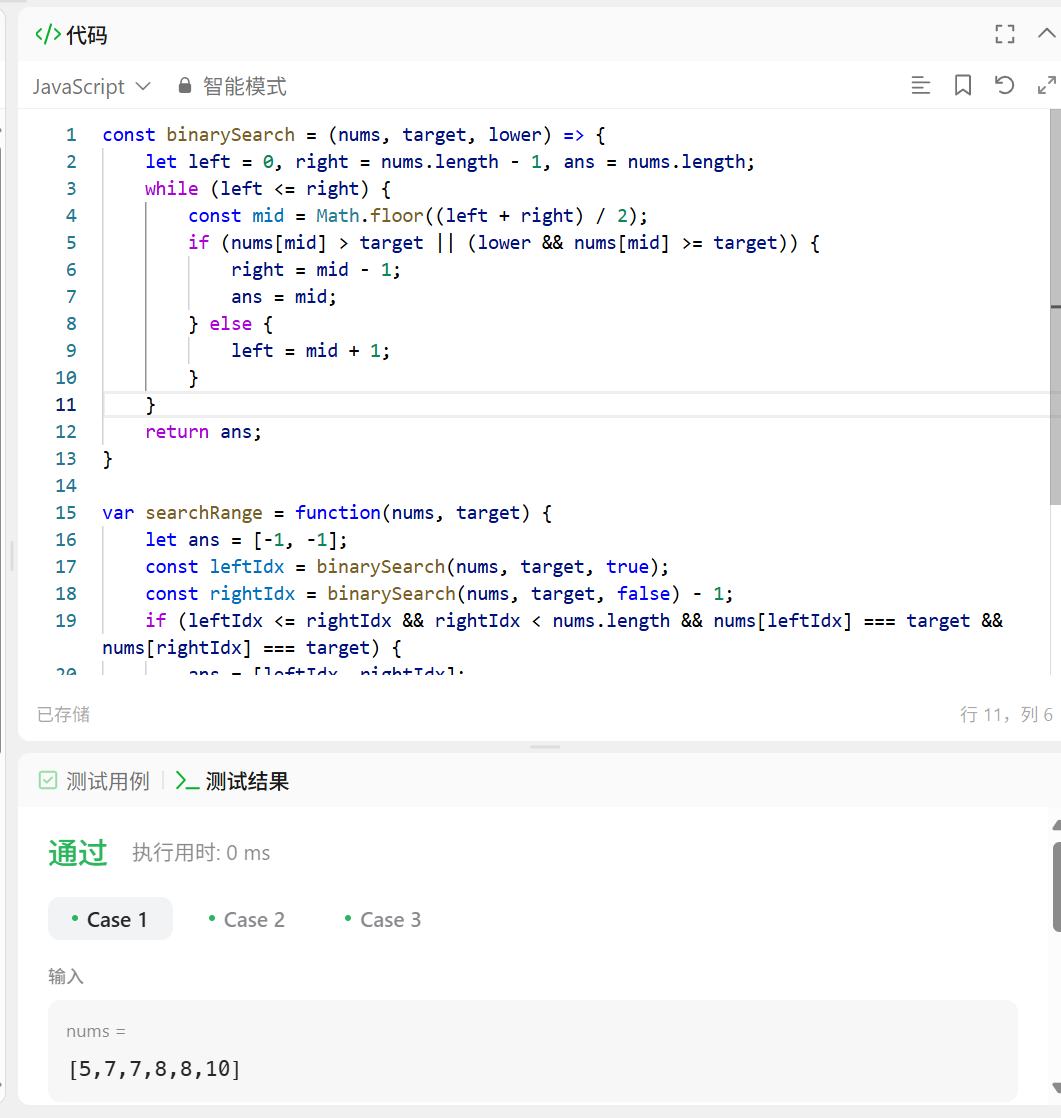 </> 代码
JavaScript 智能模式
1 const binarySearch = (nums, target, lower) => {
2 let left = 0, right = nums.length - 1, ans = nums.length;
3 while (left <= right) {
4 const mid = Math.floor((left + right) / 2);
5 if (nums[mid] > target || (lower && nums[mid] >= target)) {
6 right = mid - 1;
7 ans = mid;
8 } else {
9 left = mid + 1;
10 }
11 }
12 return ans;
13 }
14
15 var searchRange = function(nums, target) {
16 let ans = [-1, -1];
17 const leftIdx = binarySearch(nums, target, true);
18 const rightIdx = binarySearch(nums, target, false) - 1;
19 if (leftIdx <= rightIdx && rightIdx < nums.length && nums[leftIdx] === target &&
nums[rightIdx] === target) {
20 ans = [leftIdx, rightIdx];
已存储 行 11，列 6
测试用例 测试结果
通过 执行用时: 0 ms
Case 1 Case 2 Case 3
输入
nums =
[5,7,7,8,8,10]